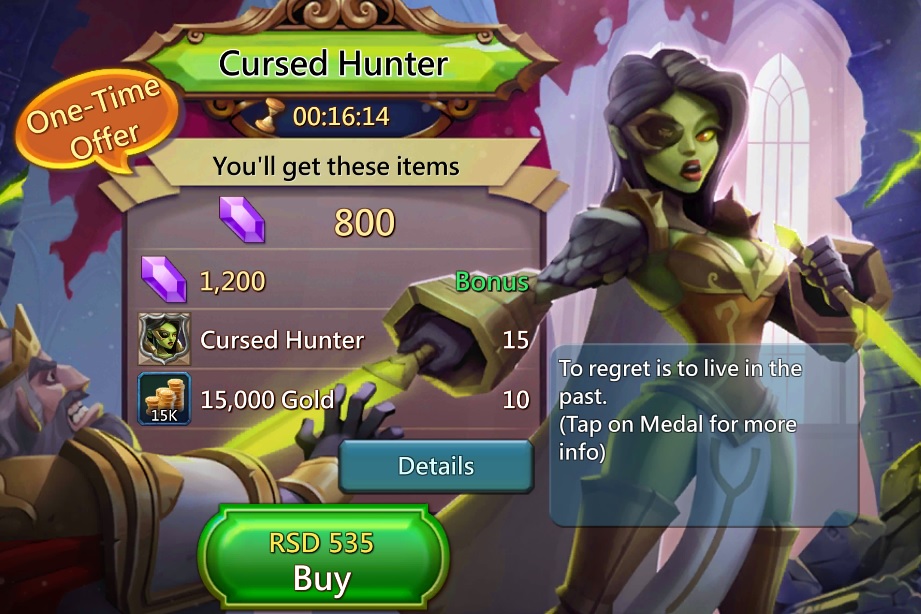 Cursed Hunter
One-Time
Offer
00:16:14
You'll get these items
800
1,200 Bonus
Cursed Hunter 15
15K 15,000 Gold 10
To regret is to live in the
past.
(Tap on Medal for more
info)
Details
RSD 535
Buy